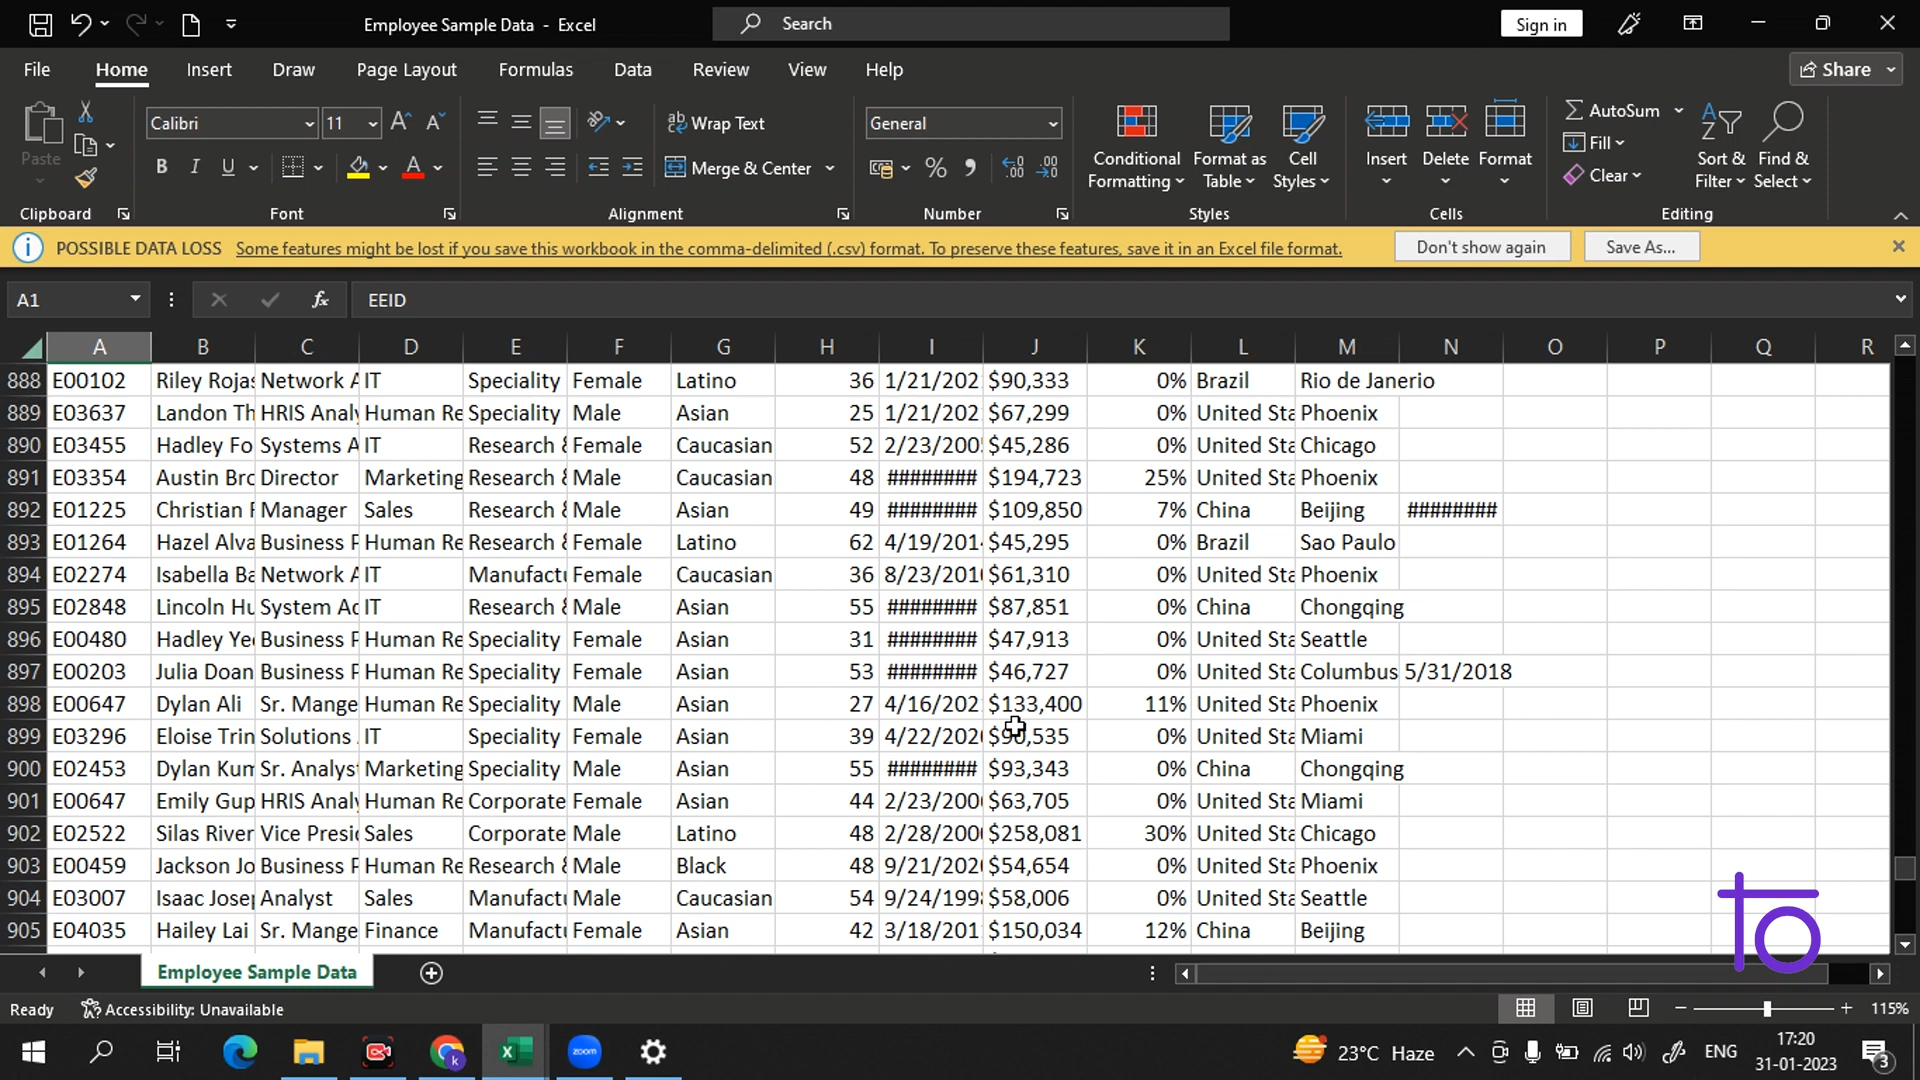 Employee Sample Data - Excel
Search
Sign in
File Home Insert Draw Page Layout Formulas Data Review View Help
Share
Paste
Calibri 11
B I U
Wrap Text
Merge & Center
General
Conditional Formatting
Format as Table
Cell Styles
Insert
Delete
Format
AutoSum
Fill
Clear
Sort & Filter
Find & Select
Clipboard Font Alignment Number Styles Cells Editing
POSSIBLE DATA LOSS Some features might be lost if you save this workbook in the comma-delimited (.csv) format. To preserve these features, save it in an Excel file format. Don't show again Save As...
A1 fx EEID
A B C D E F G H I J K L M N O P Q R
888 E00102 Riley Rojas Network A IT Speciality Female Latino 36 1/21/202 $90,333 0% Brazil Rio de Janerio
889 E03637 Landon Th HRIS Analy Human Re Speciality Male Asian 25 1/21/202 $67,299 0% United Sta Phoenix
890 E03455 Hadley Fo Systems A IT Research & Female Caucasian 52 2/23/2005 $45,286 0% United Sta Chicago
891 E03354 Austin Bro Director Marketing Research & Male Caucasian 48 ######## $194,723 25% United Sta Phoenix
892 E01225 Christian F Manager Sales Research & Male Asian 49 ######## $109,850 7% China Beijing ########
893 E01264 Hazel Alva Business P Human Re Research & Female Latino 62 4/19/2014 $45,295 0% Brazil Sao Paulo
894 E02274 Isabella Ba Network A IT Manufactu Female Caucasian 36 8/23/2010 $61,310 0% United Sta Phoenix
895 E02848 Lincoln Hu System Ad IT Research & Male Asian 55 ######## $87,851 0% China Chongqing
896 E00480 Hadley Yee Business P Human Re Speciality Female Asian 31 ######## $47,913 0% United Sta Seattle
897 E00203 Julia Doan Business P Human Re Speciality Female Asian 53 ######## $46,727 0% United Sta Columbus 5/31/2018
898 E00647 Dylan Ali Sr. Mange Human Re Speciality Male Asian 27 4/16/202 $133,400 11% United Sta Phoenix
899 E03296 Eloise Trin Solutions IT Speciality Female Asian 39 4/22/2020 $90,535 0% United Sta Miami
900 E02453 Dylan Kum Sr. Analyst Marketing Speciality Male Asian 55 ######## $93,343 0% China Chongqing
901 E00647 Emily Gup HRIS Analy Human Re Corporate Female Asian 44 2/23/2006 $63,705 0% United Sta Miami
902 E02522 Silas River Vice Presid Sales Corporate Male Latino 48 2/28/2000 $258,081 30% United Sta Chicago
903 E00459 Jackson Jo Business P Human Re Research & Male Black 48 9/21/2020 $54,654 0% United Sta Phoenix
904 E03007 Isaac Josep Analyst Sales Manufactu Male Caucasian 54 9/24/1998 $58,006 0% United Sta Seattle
905 E04035 Hailey Lai Sr. Mange Finance Manufactu Female Asian 42 3/18/201 $150,034 12% China Beijing
Employee Sample Data
to
Ready Accessibility: Unavailable 115%
zoom
23°C Haze ENG 17:20
31-01-2023
3